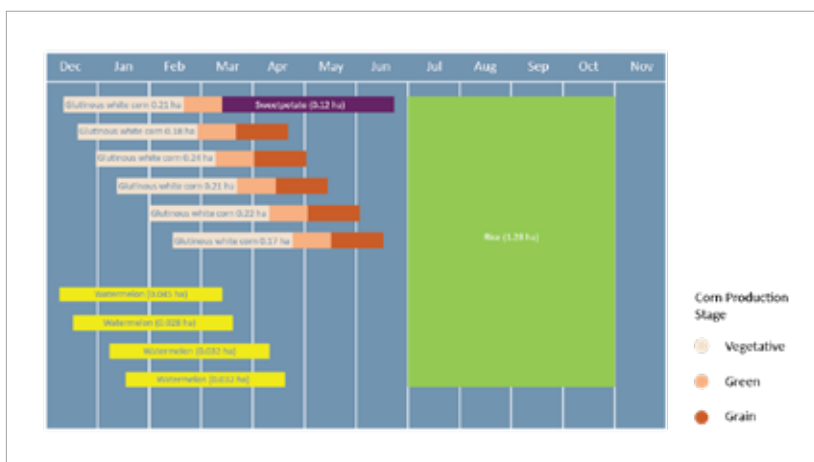 Dec Jan Feb Mar Apr May Jun Jul Aug Sep Oct Nov
Glutinous white corn 0.21 ha Sweetpotato (0.12 ha)
Glutinous white corn 0.18 ha
Glutinous white corn 0.24 ha
Glutinous white corn 0.21 ha
Glutinous white corn 0.22 ha
Glutinous white corn 0.17 ha
Rice (1.28 ha)
Watermelon (0.045 ha)
Watermelon (0.028 ha)
Watermelon (0.032 ha)
Watermelon (0.032 ha)
Corn Production
Stage
Vegetative
Green
Grain